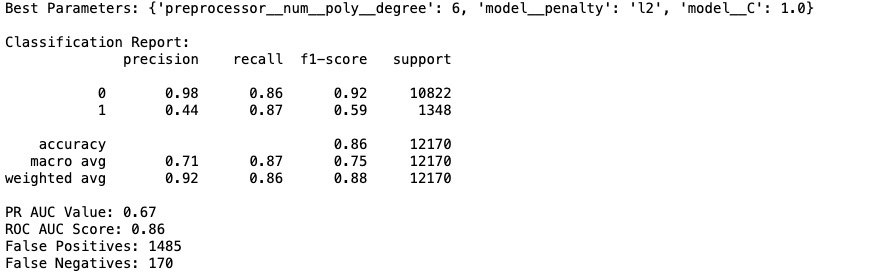 Best Parameters: {'preprocessor__num__poly__degree': 6, 'model__penalty': 'l2', 'model__C': 1.0}
Classification Report:
precision recall f1-score support
0 0.98 0.86 0.92 10822
1 0.44 0.87 0.59 1348
accuracy 0.86 12170
macro avg 0.71 0.87 0.75 12170
weighted avg 0.92 0.86 0.88 12170
PR AUC Value: 0.67
ROC AUC Score: 0.86
False Positives: 1485
False Negatives: 170